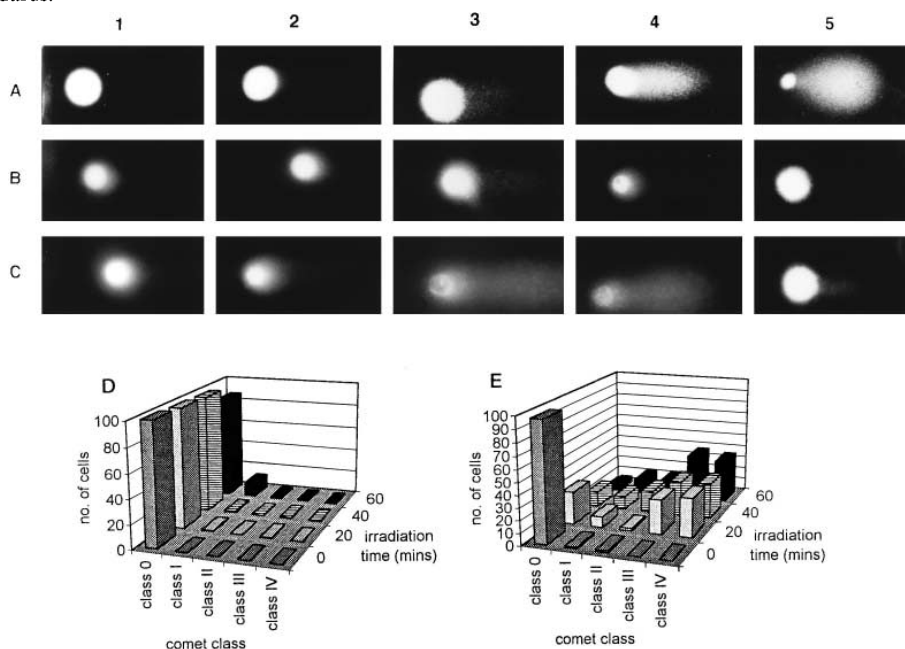 1 2 3 4 5
A
B
C
D
100
80
60
40
20
0
no. of cells
60
40
20
0
irradiation
time (mins)
class 0
class I
class II
class III
class IV
comet class
E
100
90
80
70
60
50
40
30
20
10
0
no. of cells
60
40
20
0
irradiation
time (mins)
class 0
class I
class II
class III
class IV
comet class